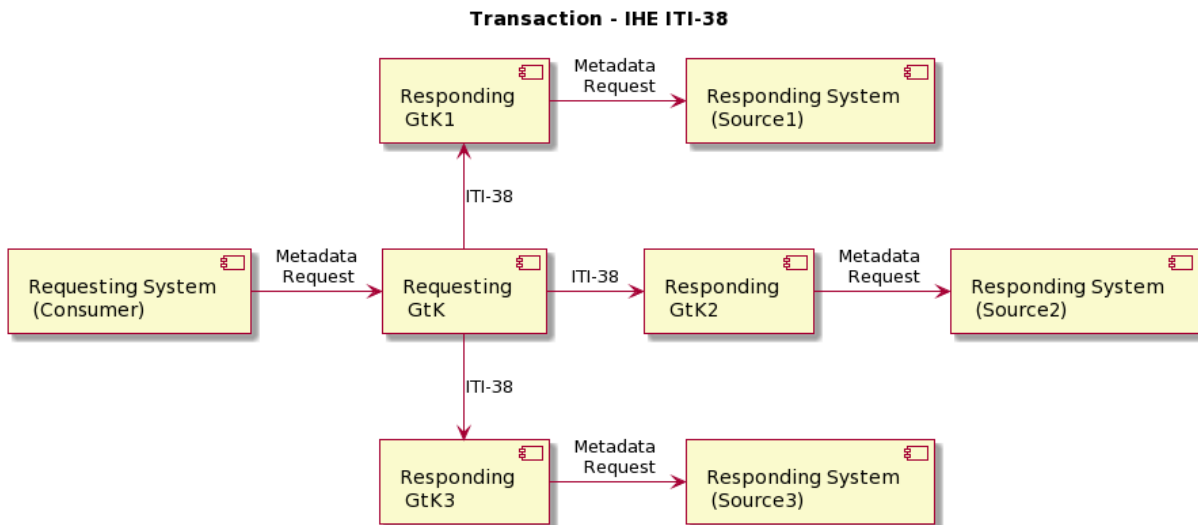 Transaction - IHE ITI-38
Responding
GtK1
Metadata
Request
Responding System
(Source1)
ITI-38
Requesting System
(Consumer)
Metadata
Request
Requesting
GtK
ITI-38
Responding
GtK2
Metadata
Request
Responding System
(Source2)
ITI-38
Responding
GtK3
Metadata
Request
Responding System
(Source3)